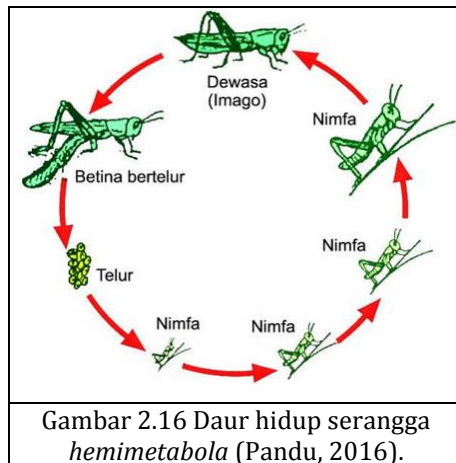 Dewasa
(Imago)
Nimfa
Betina bertelur
Telur
Nimfa
Nimfa
Nimfa
Gambar 2.16 Daur hidup serangga
hemimetabola (Pandu, 2016).